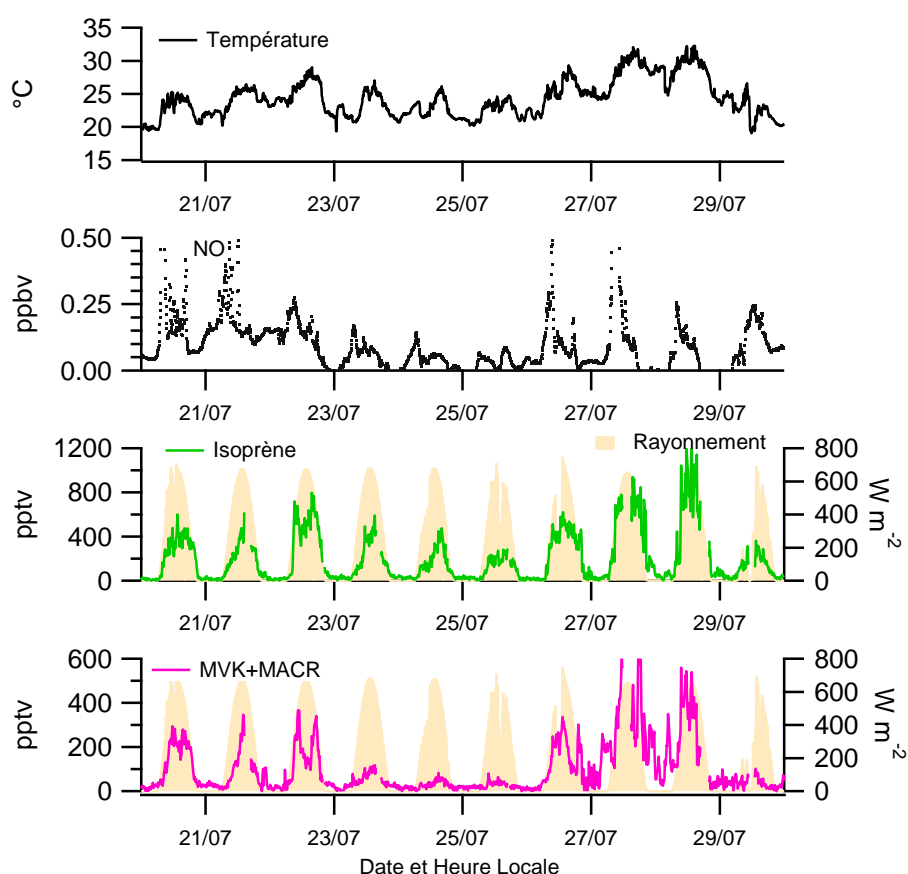 35
30
25
20
15
°C
Température
21/07 23/07 25/07 27/07 29/07
0.50
0.25
0.00
ppbv
NO
21/07 23/07 25/07 27/07 29/07
1200
800
400
0
pptv
Isoprène
Rayonnement
800
600
400
200
0
W m-2
21/07 23/07 25/07 27/07 29/07
600
400
200
0
pptv
MVK+MACR
800
600
400
200
0
W m-2
21/07 23/07 25/07 27/07 29/07
Date et Heure Locale